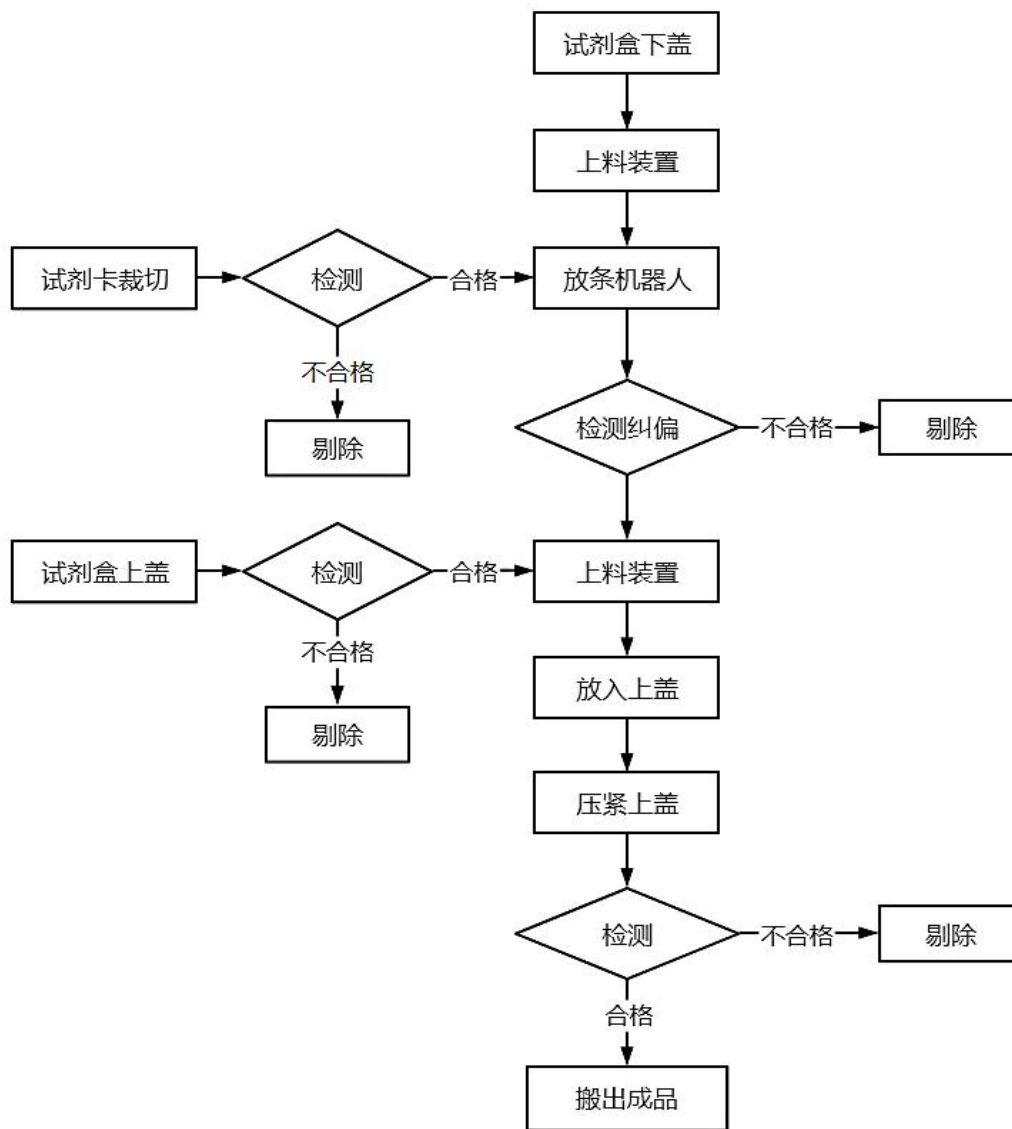 试剂盒下盖
上料装置
试剂卡裁切
检测
合格
放条机器人
不合格
剔除
检测纠偏
不合格
剔除
试剂盒上盖
检测
合格
上料装置
不合格
剔除
放入上盖
压紧上盖
检测
不合格
剔除
合格
搬出成品